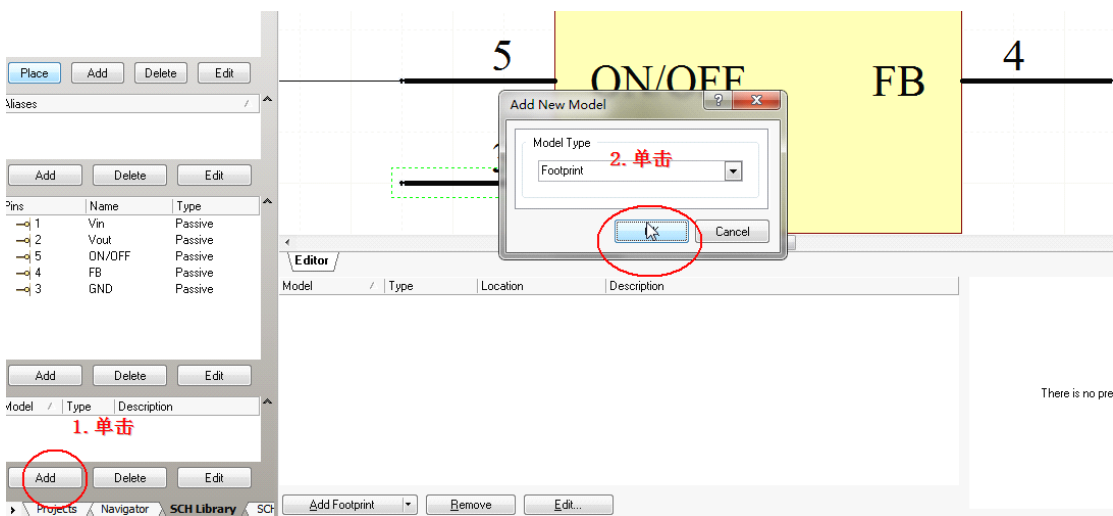 Place Add Delete Edit
Aliases
Add Delete Edit
Pins Name Type
1 Vin Passive
2 Vout Passive
5 ON/OFF Passive
4 FB Passive
3 GND Passive
Add Delete Edit
Model Type Description
1. 单击
Add Delete Edit
Projects Navigator SCH Library SCH
5 ON/OFF FB 4
Add New Model
Model Type
2. 单击
Footprint
Cancel
Editor
Model Type Location Description
There is no pre
Add Footprint Remove Edit...